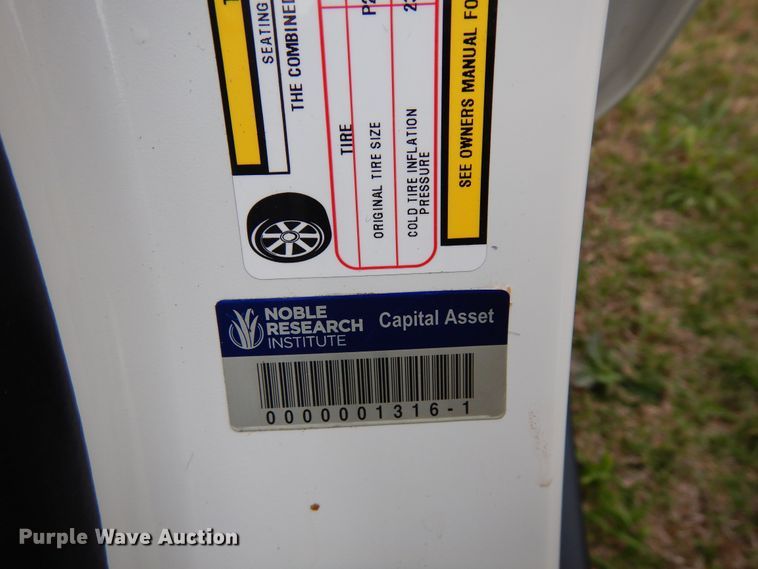 SEATING
THE COMBINED
TIRE
ORIGINAL TIRE SIZE
COLD TIRE INFLATION
PRESSURE
SEE OWNERS MANUAL FO
NOBLE
RESEARCH
INSTITUTE
Capital Asset
0000001316-1
Purple Wave Auction